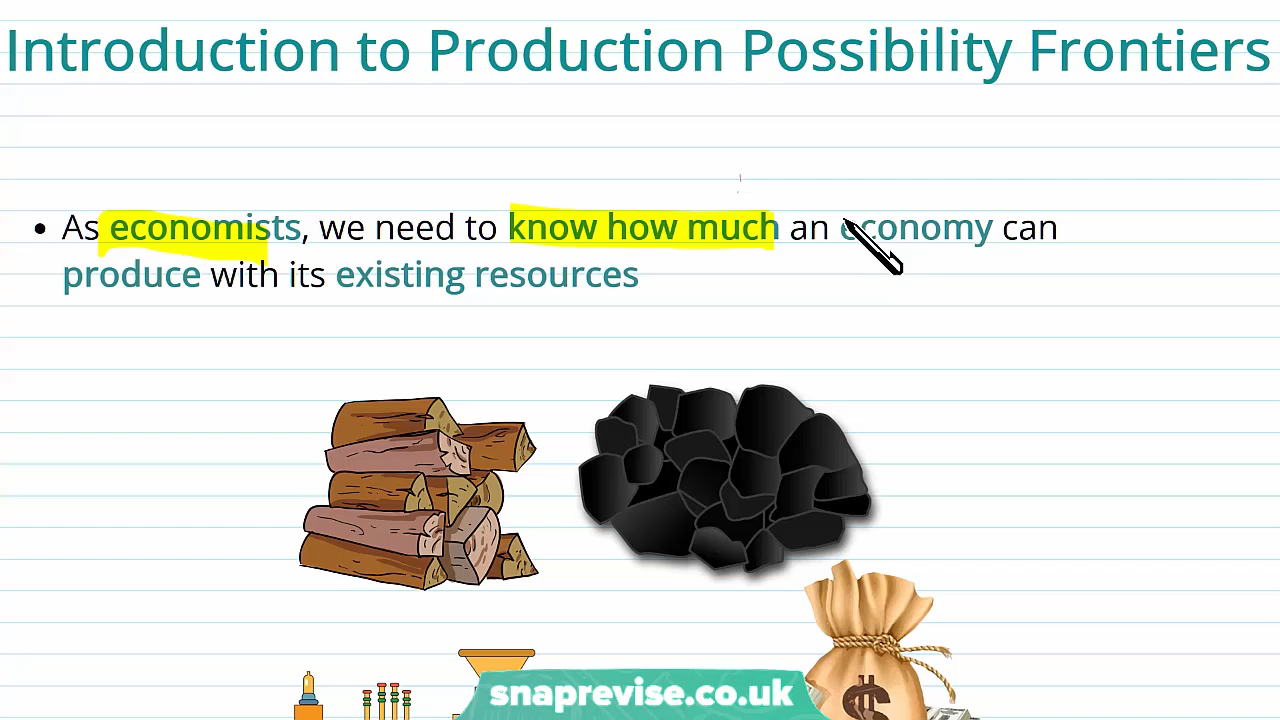 Introduction to Production Possibility Frontiers
• As economists, we need to know how much an economy can
produce with its existing resources
$
snaprevise.co.uk